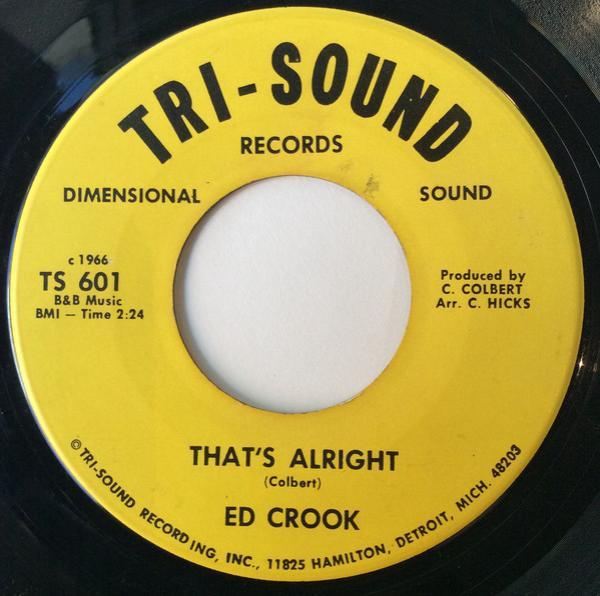 TRI-SOUND
RECORDS
DIMENSIONAL SOUND
c 1966
TS 601
B&B Music
BMI — Time 2:24
Produced by
C. COLBERT
Arr. C. HICKS
THAT'S ALRIGHT
(Colbert)
ED CROOK
© TRI-SOUND RECORDING, INC., 11825 HAMILTON, DETROIT, MICH. 48203